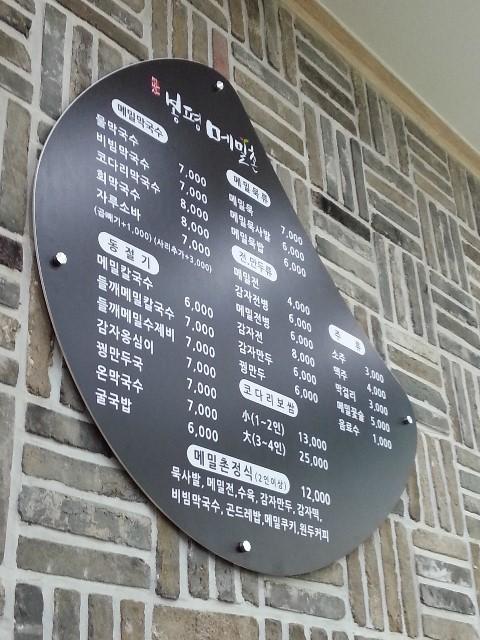 봉평 메밀촌
메밀막국수
물막국수 7,000
비빔막국수 7,000
코다리막국수 8,000
회막국수 8,000
자루소바 7,000
(곱빼기+1,000) (사리추가+3,000)
동절기
메밀칼국수 6,000
들깨메밀칼국수 7,000
들깨메밀수제비 7,000
감자옹심이 7,000
꿩만두국 7,000
온막국수 7,000
굴국밥 6,000
메밀묵류
메밀묵 7,000
메밀묵사발 6,000
메밀묵밥 6,000
전,만두류
메밀전 4,000
감자전병 6,000
메밀전병 6,000
감자전 8,000
감자만두 6,000
꿩만두 6,000
코다리보쌈
小(1~2인) 13,000
大(3~4인) 25,000
주 류
소주 3,000
맥주 4,000
막걸리 3,000
메밀꽃술 5,000
음료수 1,000
메밀촌정식 (2인이상) 12,000
묵사발, 메밀전,수육, 감자만두, 감자떡,
비빔막국수, 곤드레밥,메밀쿠키,원두커피